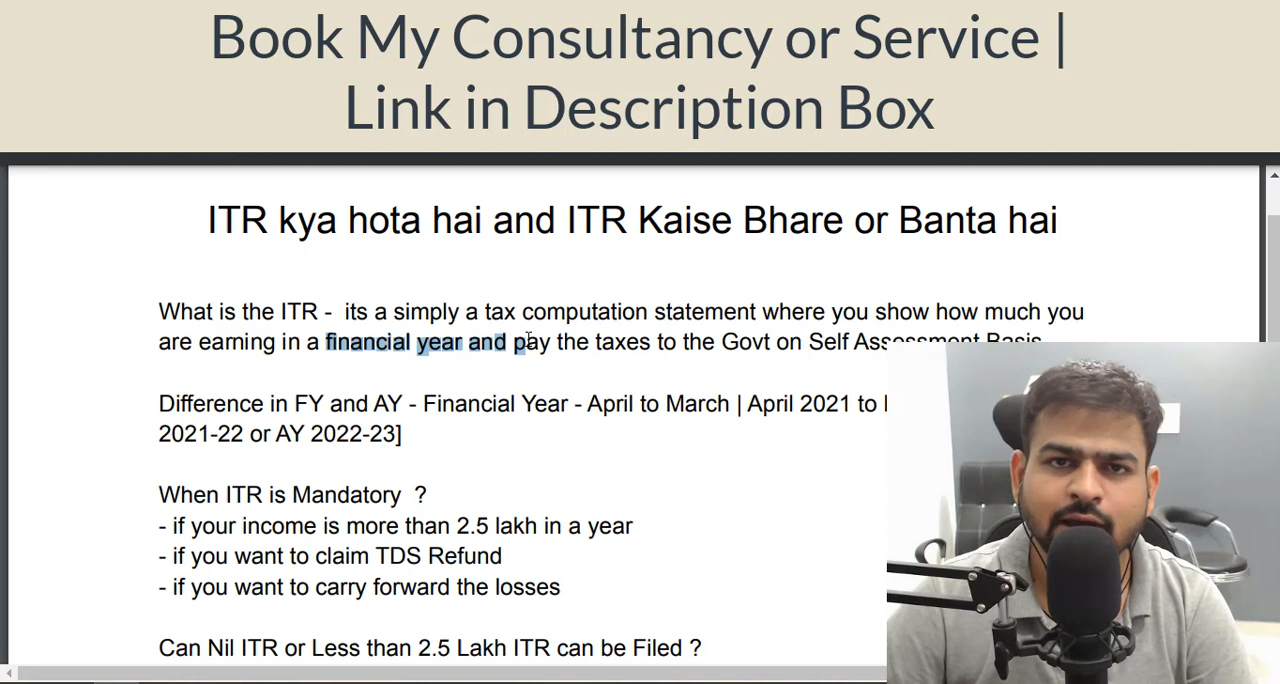 Book My Consultancy or Service |
Link in Description Box
ITR kya hota hai and ITR Kaise Bhare or Banta hai
What is the ITR - its a simply a tax computation statement where you show how much you
are earning in a financial year and pay the taxes to the Govt on Self Assessment Basis
Difference in FY and AY - Financial Year - April to March | April 2021 to
2021-22 or AY 2022-23]
When ITR is Mandatory ?
- if your income is more than 2.5 lakh in a year
- if you want to claim TDS Refund
- if you want to carry forward the losses
Can Nil ITR or Less than 2.5 Lakh ITR can be Filed ?